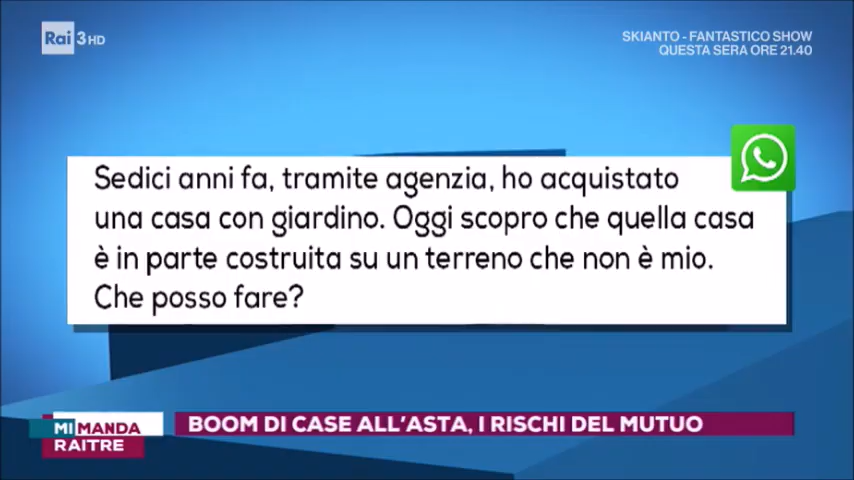 Rai 3HD
SKIANTO - FANTASTICO SHOW
QUESTA SERA ORE 21.40
Sedici anni fa, tramite agenzia, ho acquistato
una casa con giardino. Oggi scopro che quella casa
è in parte costruita su un terreno che non è mio.
Che posso fare?
MI MANDA
RAITRE
BOOM DI CASE ALL'ASTA, I RISCHI DEL MUTUO